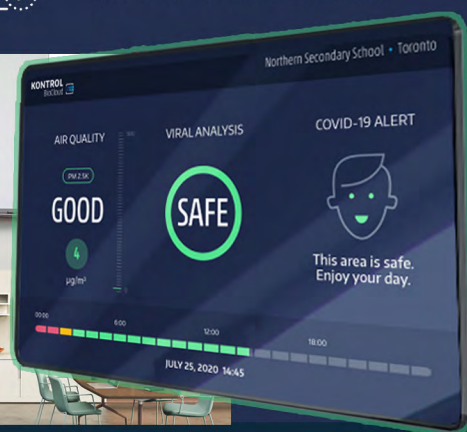 Northern Secondary School • Toronto
KONTROL
BioCloud
AIR QUALITY
VIRAL ANALYSIS
COVID-19 ALERT
PM 2.5K
GOOD
SAFE
4
µg/m³
This area is safe.
Enjoy your day.
00:00
6:00
12:00
18:00
JULY 25, 2020 14:45